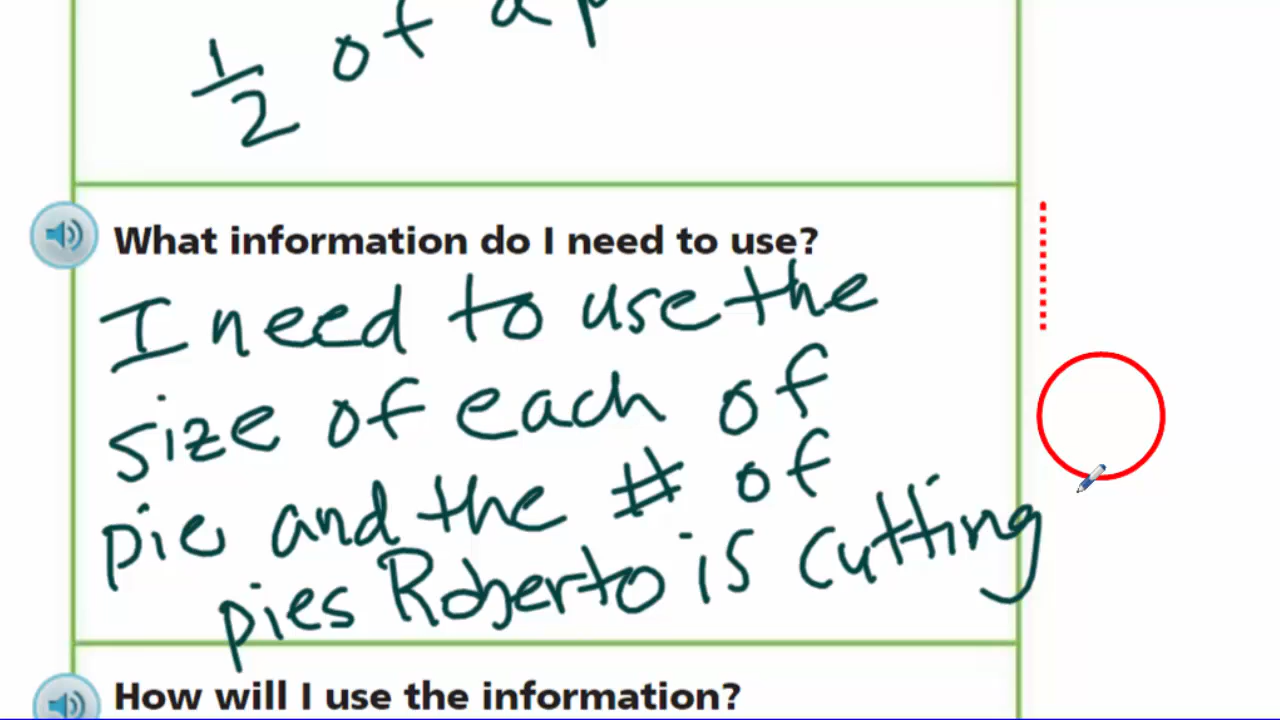 1/2 of a p
What information do I need to use?
I need to use the
size of each of
pie and the # of
pies Roberto is cutting
How will I use the information?